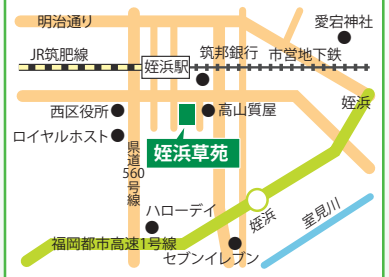 明治通り
愛宕神社
JR筑肥線
筑邦銀行
市営地下鉄
姪浜駅
姪浜
西区役所
高山質屋
ロイヤルホスト
県道560号線
姪浜草苑
ハローデイ
姪浜
室見川
福岡都市高速1号線
セブンイレブン